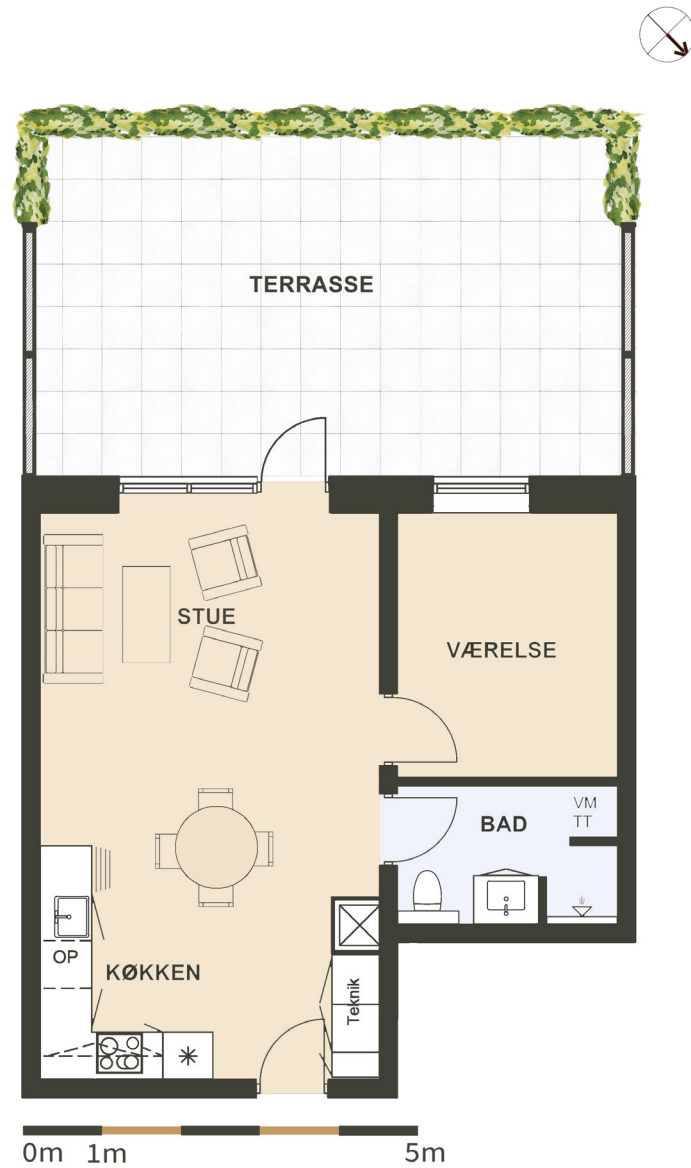 TERRASSE
STUE
VÆRELSE
VM
TT
BAD
OP
KØKKEN
Teknik
0m 1m 5m